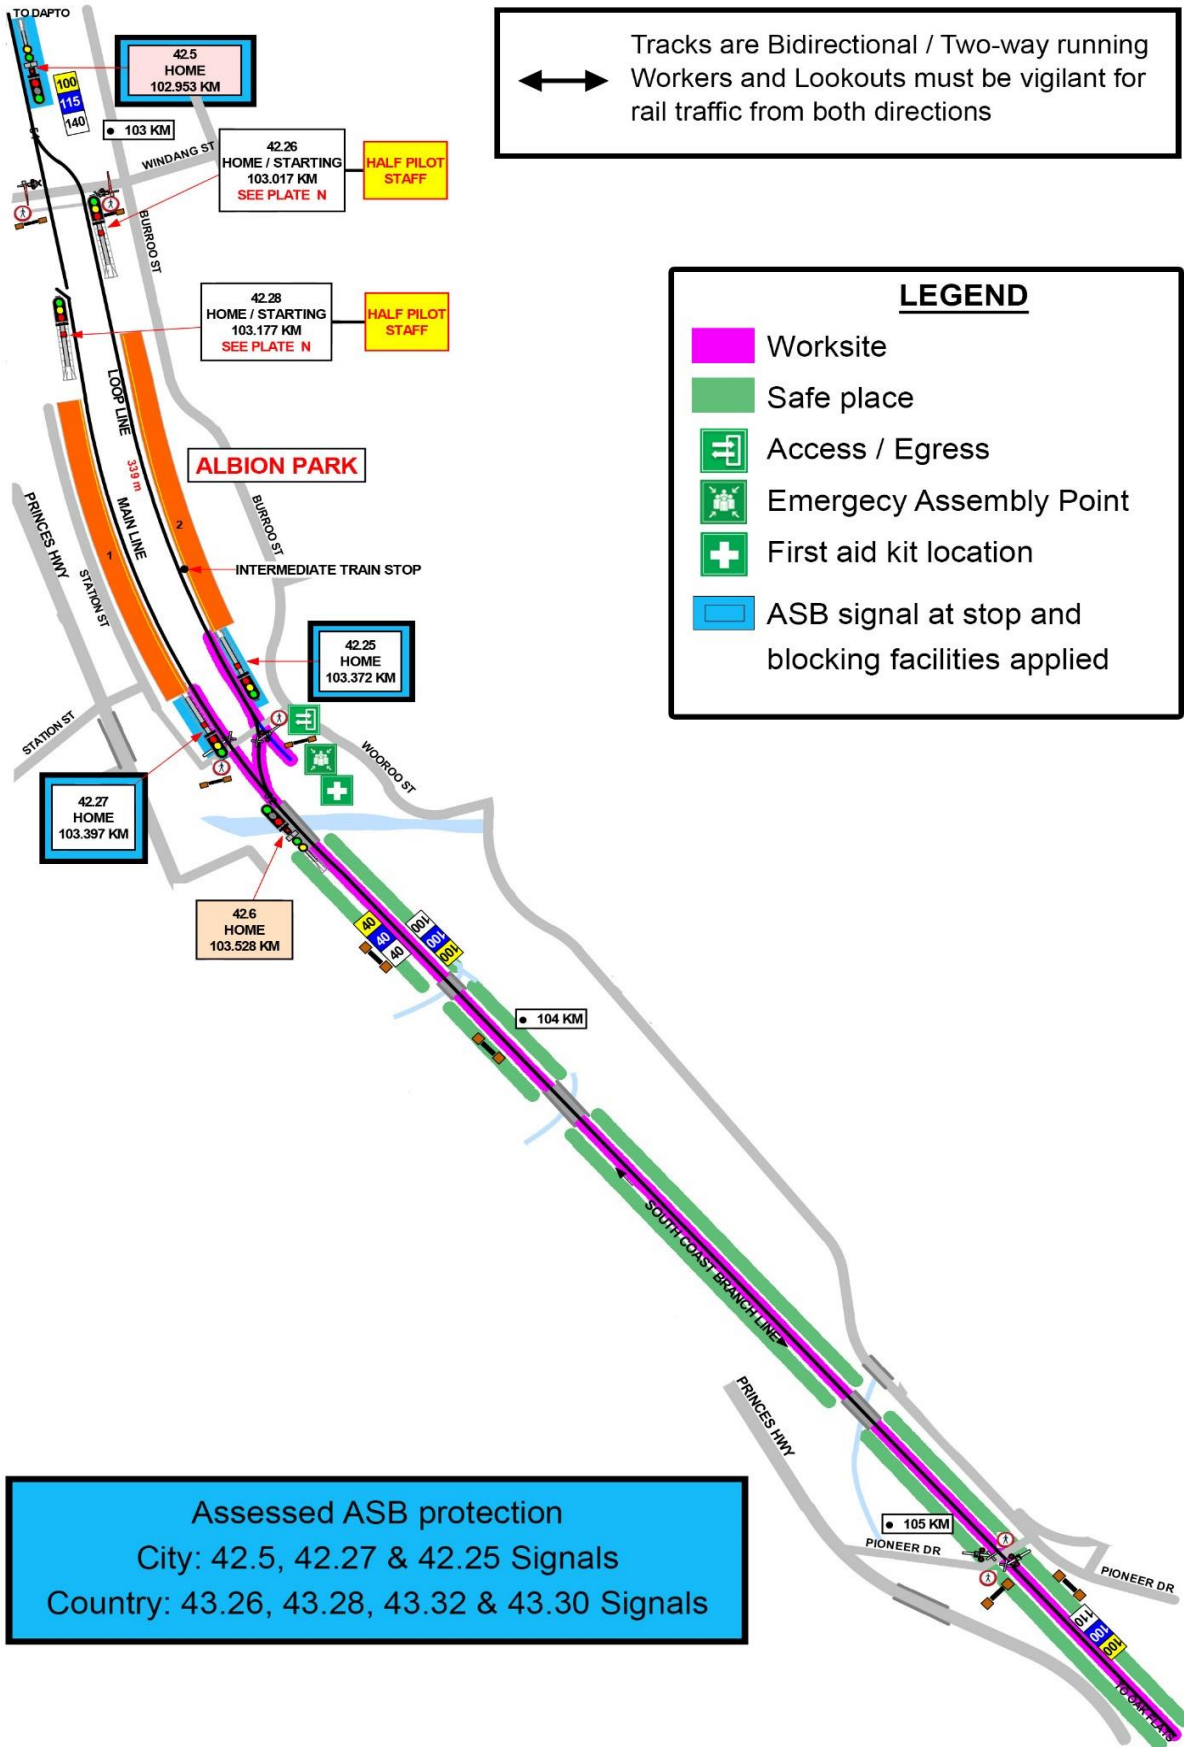 TO DAPTO
42.5
HOME
102.953 KM
100
115
140
103 KM
WINDANG ST
42.26
HOME / STARTING
103.017 KM
SEE PLATE N
HALF PILOT
STAFF
BURROO ST
Tracks are Bidirectional / Two-way running
Workers and Lookouts must be vigilant for
rail traffic from both directions
42.28
HOME / STARTING
103.177 KM
SEE PLATE N
HALF PILOT
STAFF
LEGEND
Worksite
Safe place
Access / Egress
Emergecy Assembly Point
First aid kit location
ASB signal at stop and
blocking facilities applied
LOOP LINE
339 m
MAIN LINE
ALBION PARK
1
2
PRINCES HWY
STATION ST
BURROO ST
INTERMEDIATE TRAIN STOP
42.25
HOME
103.372 KM
STATION ST
WOOROO ST
42.27
HOME
103.397 KM
42.6
HOME
103.528 KM
40
40
40
100
100
100
104 KM
SOUTH COAST BRANCH LINE
PRINCES HWY
105 KM
PIONEER DR
PIONEER DR
110
100
100
TO OAK FLATS
Assessed ASB protection
City: 42.5, 42.27 & 42.25 Signals
Country: 43.26, 43.28, 43.32 & 43.30 Signals